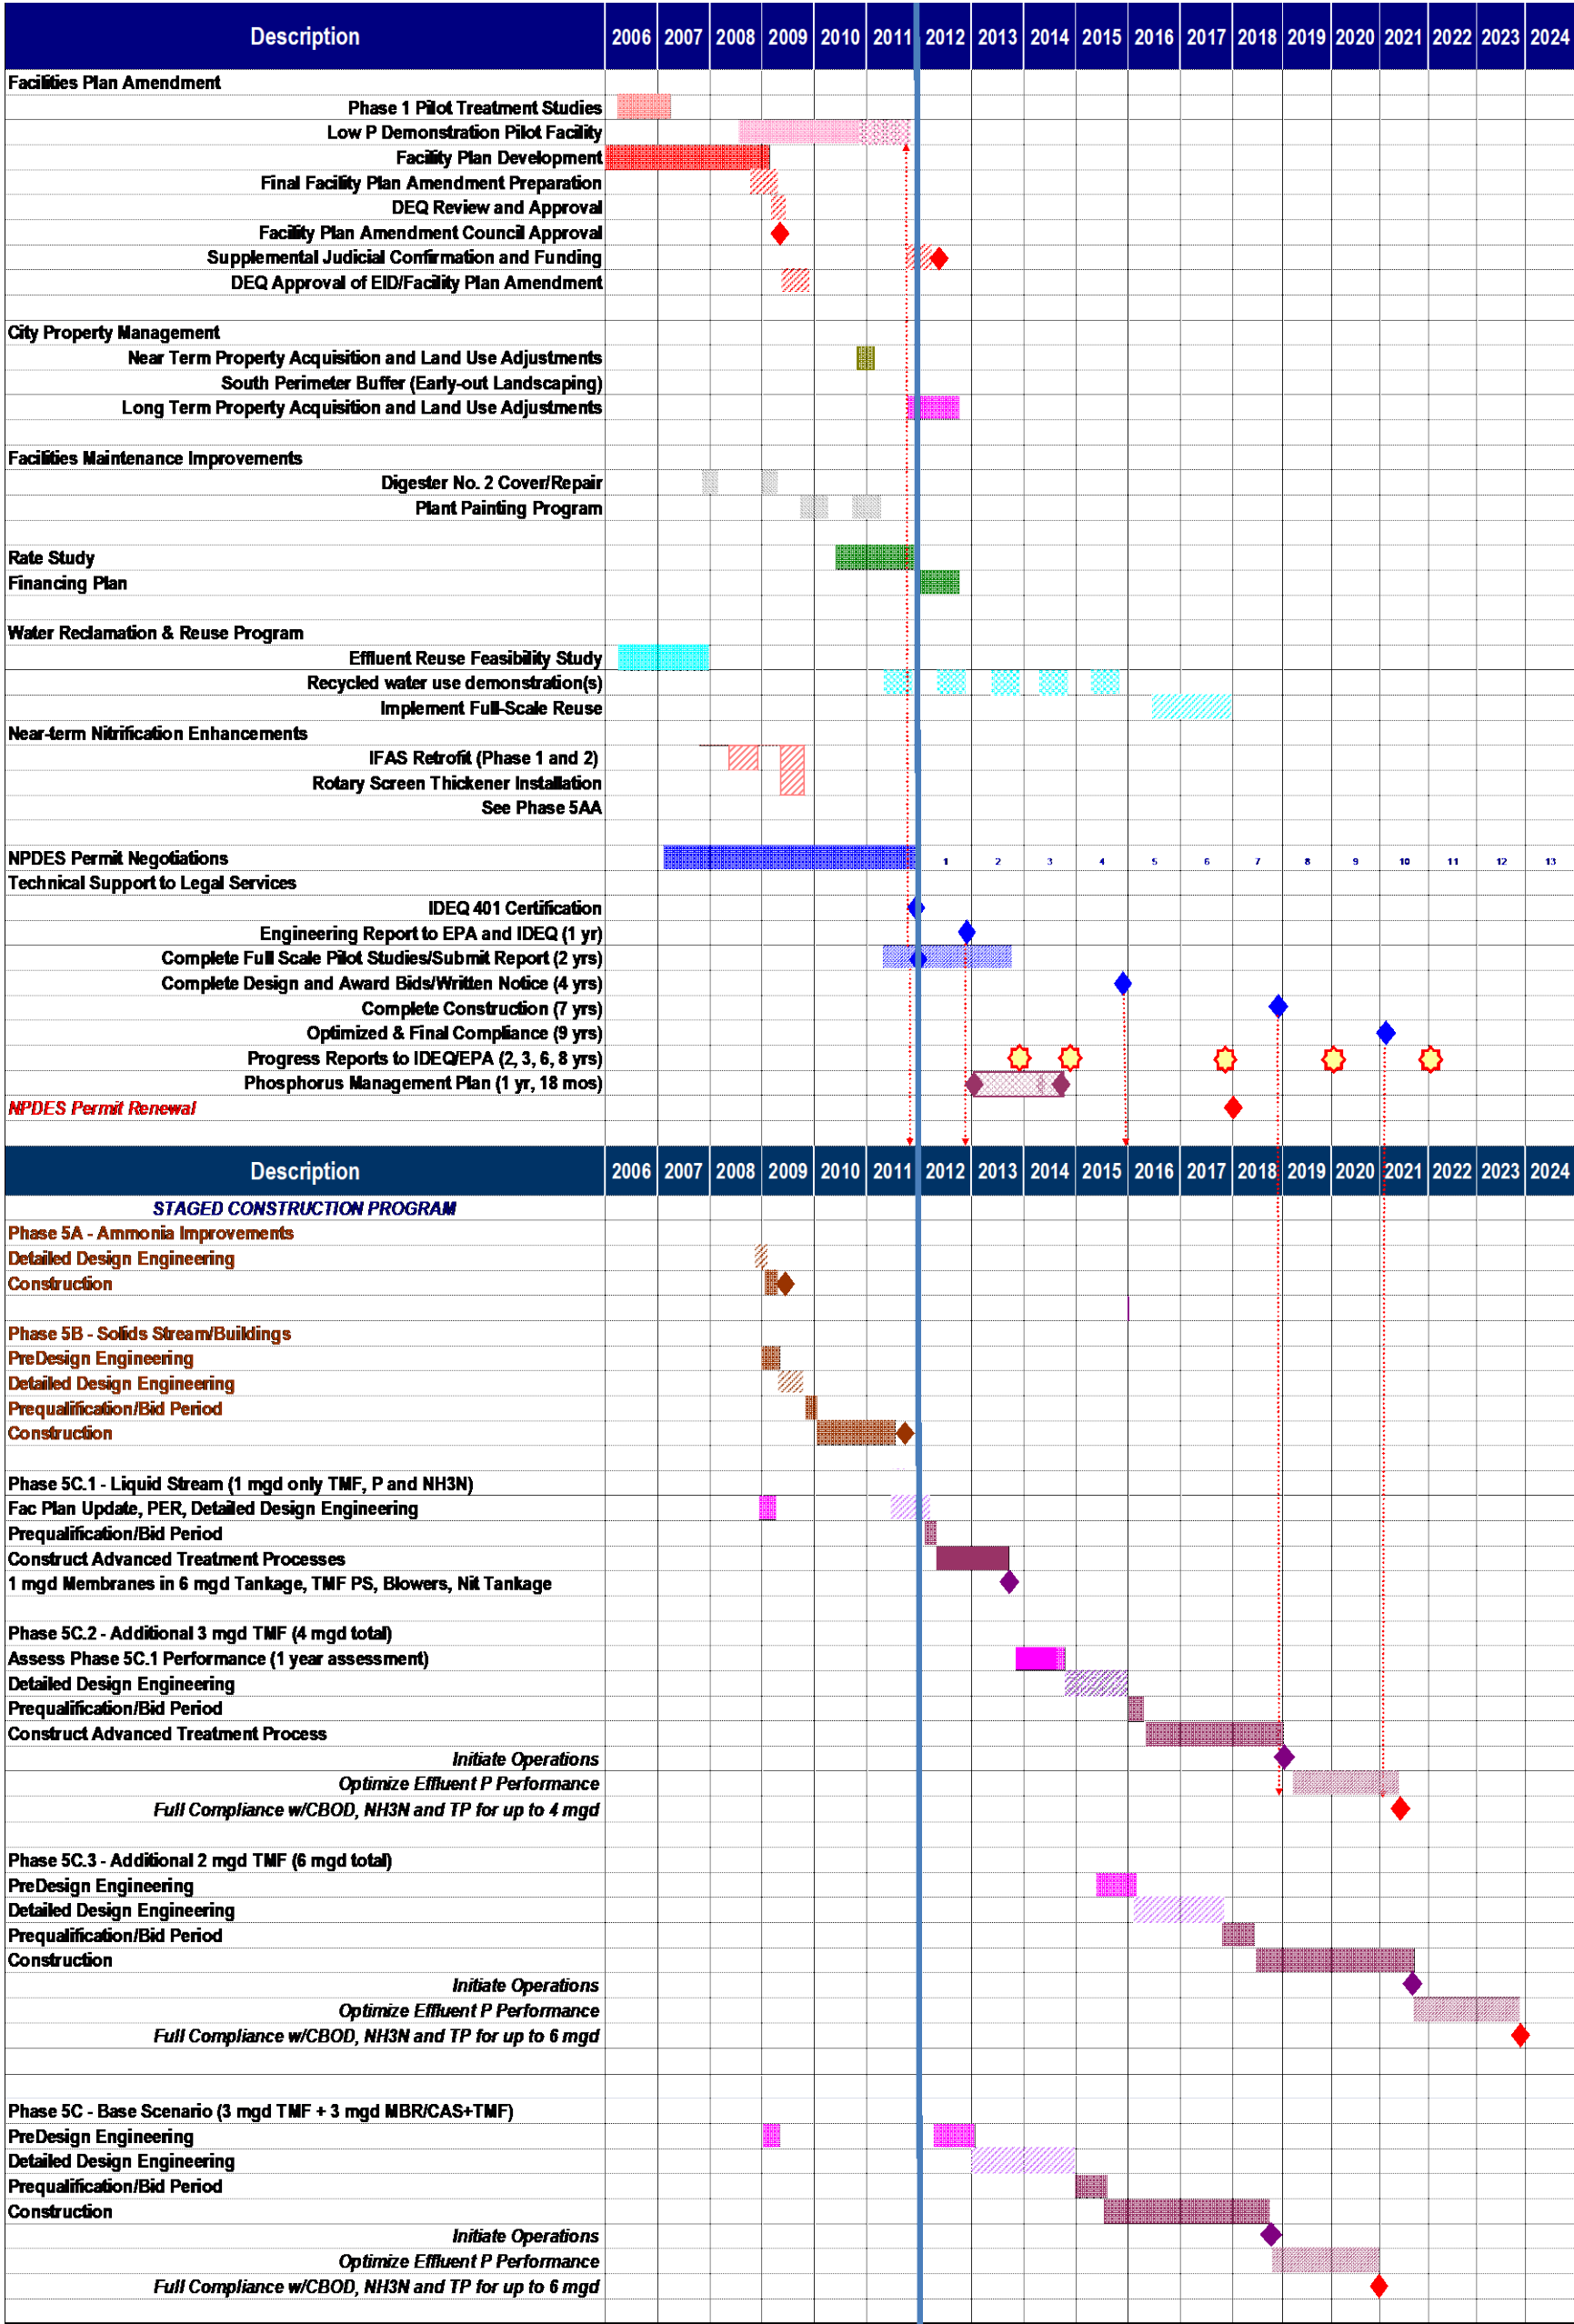 Description 2006 2007 2008 2009 2010 2011 2012 2013 2014 2015 2016 2017 2018 2019 2020 2021 2022 2023 2024
Facilities Plan Amendment
Phase 1 Pilot Treatment Studies
Low P Demonstration Pilot Facility
Facility Plan Development
Final Facility Plan Amendment Preparation
DEQ Review and Approval
Facility Plan Amendment Council Approval
Supplemental Judicial Confirmation and Funding
DEQ Approval of EID/Facility Plan Amendment
City Property Management
Near Term Property Acquisition and Land Use Adjustments
South Perimeter Buffer (Early-out Landscaping)
Long Term Property Acquisition and Land Use Adjustments
Facilities Maintenance Improvements
Digester No. 2 Cover/Repair
Plant Painting Program
Rate Study
Financing Plan
Water Reclamation & Reuse Program
Effluent Reuse Feasibility Study
Recycled water use demonstration(s)
Implement Full-Scale Reuse
Near-term Nitrification Enhancements
IFAS Retrofit (Phase 1 and 2)
Rotary Screen Thickener Installation
See Phase 5AA
NPDES Permit Negotiations 1 2 3 4 5 6 7 8 9 10 11 12 13
Technical Support to Legal Services
IDEQ 401 Certification
Engineering Report to EPA and IDEQ (1 yr)
Complete Full Scale Pilot Studies/Submit Report (2 yrs)
Complete Design and Award Bids/Written Notice (4 yrs)
Complete Construction (7 yrs)
Optimized & Final Compliance (9 yrs)
Progress Reports to IDEQ/EPA (2, 3, 6, 8 yrs)
Phosphorus Management Plan (1 yr, 18 mos)
NPDES Permit Renewal
Description 2006 2007 2008 2009 2010 2011 2012 2013 2014 2015 2016 2017 2018 2019 2020 2021 2022 2023 2024
STAGED CONSTRUCTION PROGRAM
Phase 5A - Ammonia Improvements
Detailed Design Engineering
Construction
Phase 5B - Solids Stream/Buildings
PreDesign Engineering
Detailed Design Engineering
Prequalification/Bid Period
Construction
Phase 5C.1 - Liquid Stream (1 mgd only TMF, P and NH3N)
Fac Plan Update, PER, Detailed Design Engineering
Prequalification/Bid Period
Construct Advanced Treatment Processes
1 mgd Membranes in 6 mgd Tankage, TMF PS, Blowers, Nit Tankage
Phase 5C.2 - Additional 3 mgd TMF (4 mgd total)
Assess Phase 5C.1 Performance (1 year assessment)
Detailed Design Engineering
Prequalification/Bid Period
Construct Advanced Treatment Process
Initiate Operations
Optimize Effluent P Performance
Full Compliance w/CBOD, NH3N and TP for up to 4 mgd
Phase 5C.3 - Additional 2 mgd TMF (6 mgd total)
PreDesign Engineering
Detailed Design Engineering
Prequalification/Bid Period
Construction
Initiate Operations
Optimize Effluent P Performance
Full Compliance w/CBOD, NH3N and TP for up to 6 mgd
Phase 5C - Base Scenario (3 mgd TMF + 3 mgd MBR/CAS+TMF)
PreDesign Engineering
Detailed Design Engineering
Prequalification/Bid Period
Construction
Initiate Operations
Optimize Effluent P Performance
Full Compliance w/CBOD, NH3N and TP for up to 6 mgd